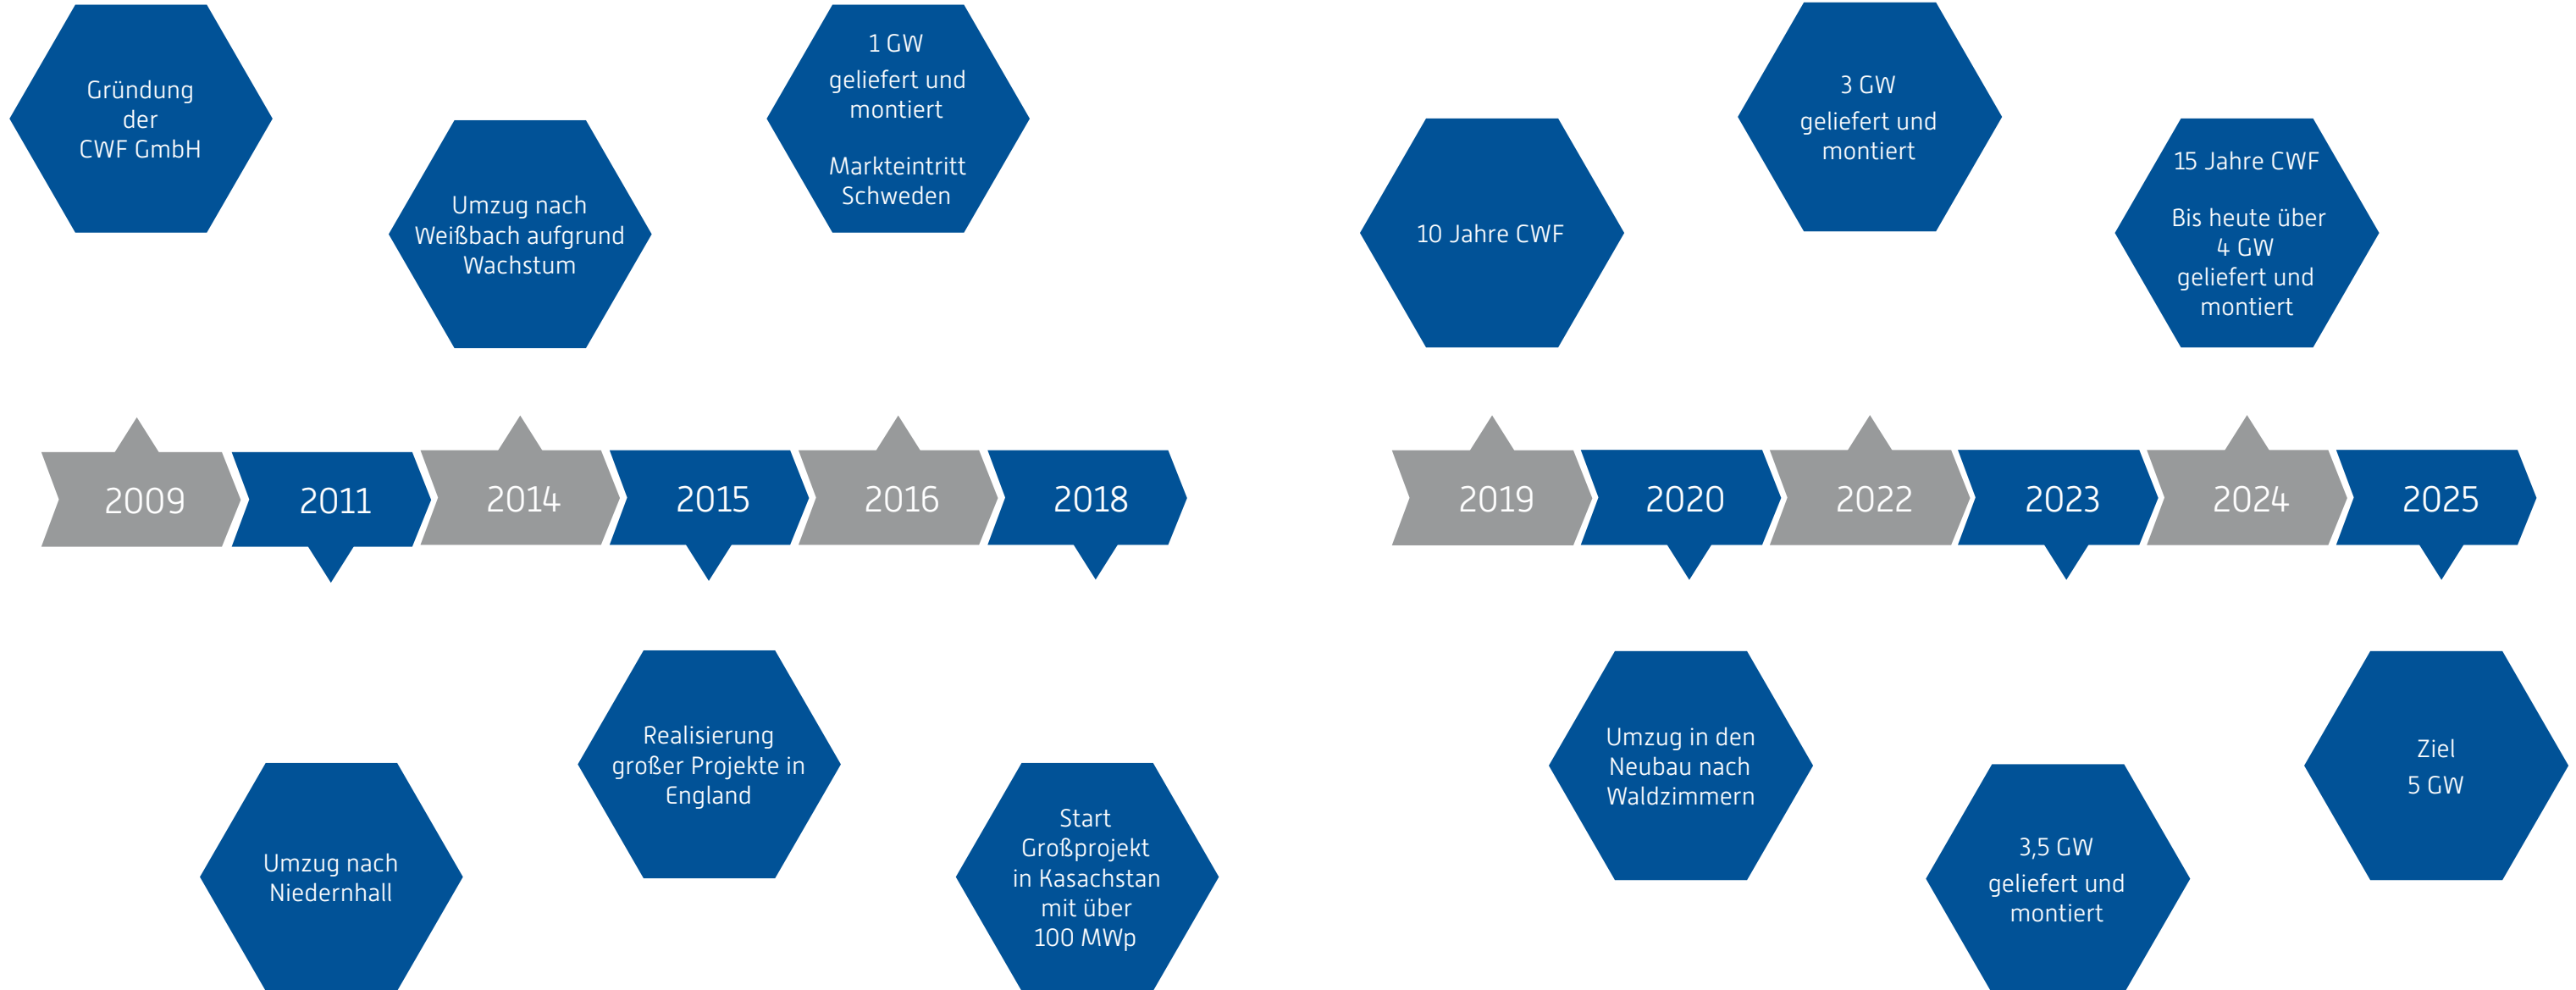 Gründung
der
CWF GmbH
Umzug nach
Weißbach aufgrund
Wachstum
1 GW
geliefert und
montiert
Markteintritt
Schweden
10 Jahre CWF
3 GW
geliefert und
montiert
15 Jahre CWF
Bis heute über
4 GW
geliefert und
montiert
2009
2011
2014
2015
2016
2018
2019
2020
2022
2023
2024
2025
Umzug nach
Niedernhall
Realisierung
großer Projekte in
England
Start
Großprojekt
in Kasachstan
mit über
100 MWp
Umzug in den
Neubau nach
Waldzimmern
3,5 GW
geliefert und
montiert
Ziel
5 GW